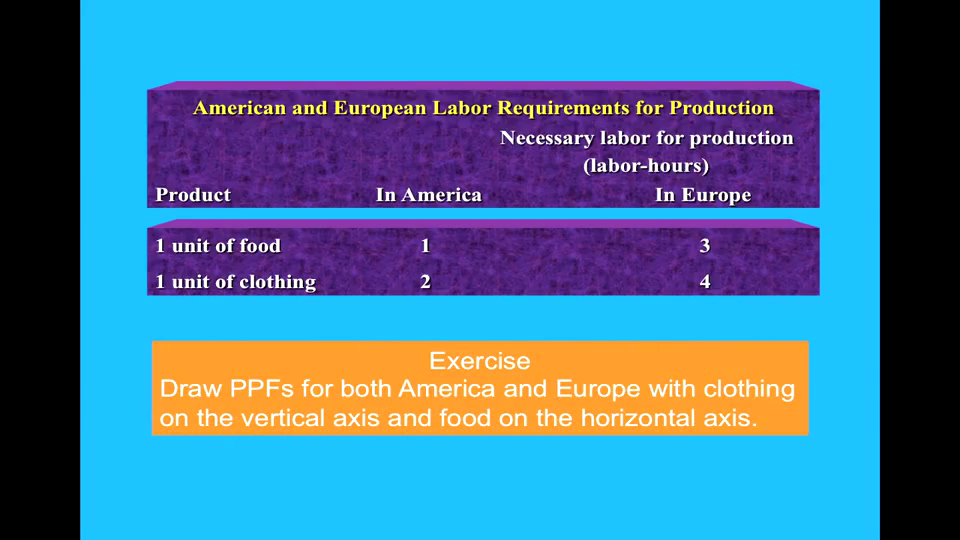 American and European Labor Requirements for Production
Necessary labor for production
(labor-hours)
Product In America In Europe
1 unit of food 1 3
1 unit of clothing 2 4
Exercise
Draw PPFs for both America and Europe with clothing
on the vertical axis and food on the horizontal axis.